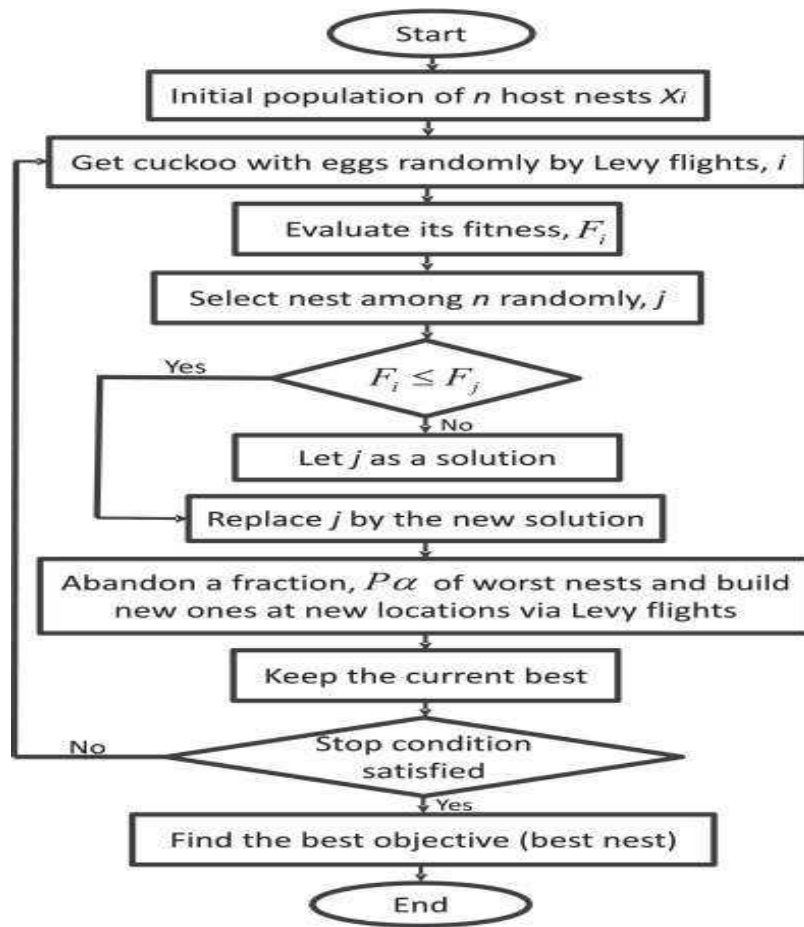 Start
Initial population of n host nests Xi
Get cuckoo with eggs randomly by Levy flights, i
Evaluate its fitness, F_i
Select nest among n randomly, j
Yes
F_i ≤ F_j
No
Let j as a solution
Replace j by the new solution
Abandon a fraction, Pα of worst nests and build
new ones at new locations via Levy flights
Keep the current best
No
Stop condition
satisfied
Yes
Find the best objective (best nest)
End